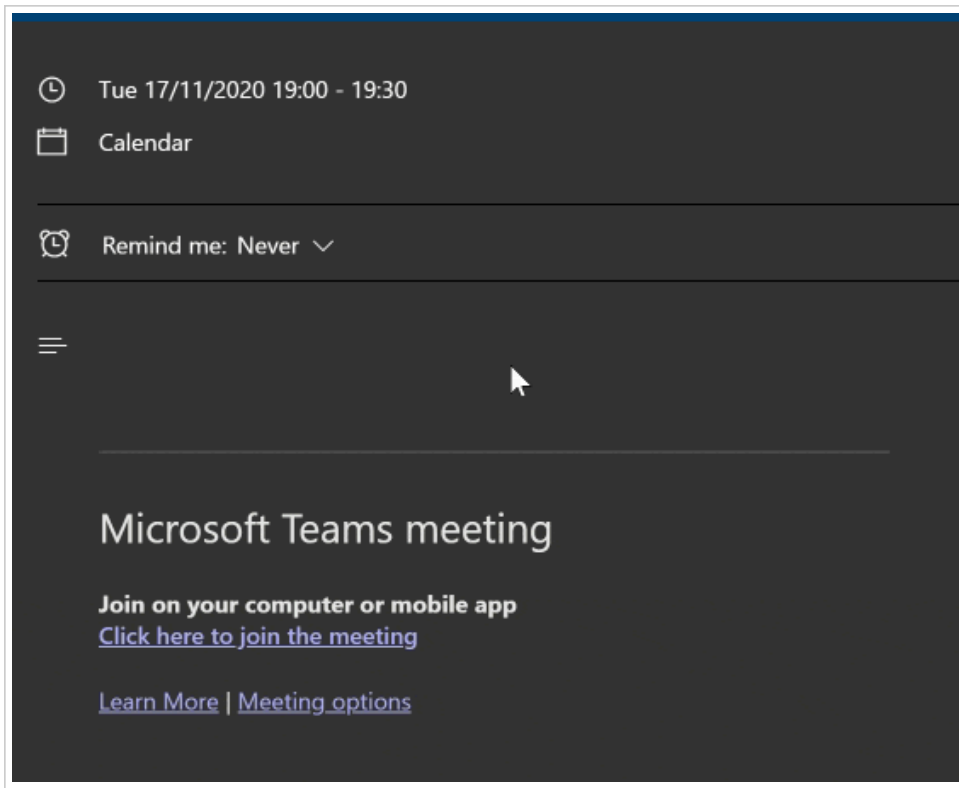 Tue 17/11/2020 19:00 - 19:30
Calendar
Remind me: Never
Microsoft Teams meeting
Join on your computer or mobile app
Click here to join the meeting
Learn More | Meeting options